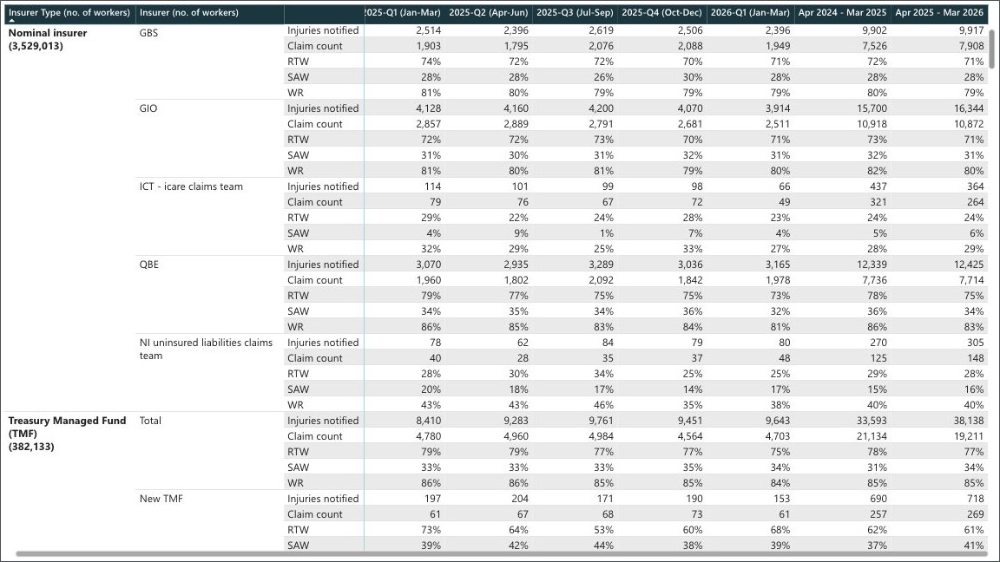 Insurer Type (no. of workers) Insurer (no. of workers) 2025-Q1 (Jan-Mar) 2025-Q2 (Apr-Jun) 2025-Q3 (Jul-Sep) 2025-Q4 (Oct-Dec) 2026-Q1 (Jan-Mar) Apr 2024 - Mar 2025 Apr 2025 - Mar 2026
Nominal insurer GBS Injuries notified 2,514 2,396 2,619 2,506 2,396 9,902 9,917
(3,529,013) Claim count 1,903 1,795 2,076 2,088 1,949 7,526 7,908
RTW 74% 72% 72% 70% 71% 72% 71%
SAW 28% 28% 26% 30% 28% 28% 28%
WR 81% 80% 79% 79% 79% 80% 79%
GIO Injuries notified 4,128 4,160 4,200 4,070 3,914 15,700 16,344
Claim count 2,857 2,889 2,791 2,681 2,511 10,918 10,872
RTW 72% 72% 73% 70% 71% 73% 71%
SAW 31% 30% 31% 32% 31% 32% 31%
WR 81% 80% 81% 79% 80% 82% 80%
ICT - icare claims team Injuries notified 114 101 99 98 66 437 364
Claim count 79 76 67 72 49 321 264
RTW 29% 22% 24% 28% 23% 24% 24%
SAW 4% 9% 1% 7% 4% 5% 6%
WR 32% 29% 25% 33% 27% 28% 29%
QBE Injuries notified 3,070 2,935 3,289 3,036 3,165 12,339 12,425
Claim count 1,960 1,802 2,092 1,842 1,978 7,736 7,714
RTW 79% 77% 75% 75% 73% 78% 75%
SAW 34% 35% 34% 36% 32% 36% 34%
WR 86% 85% 83% 84% 81% 86% 83%
NI uninsured liabilities claims Injuries notified 78 62 84 79 80 270 305
team Claim count 40 28 35 37 48 125 148
RTW 28% 30% 34% 25% 25% 29% 28%
SAW 20% 18% 17% 14% 17% 15% 16%
WR 43% 43% 46% 35% 38% 40% 40%
Treasury Managed Fund Total Injuries notified 8,410 9,283 9,761 9,451 9,643 33,593 38,138
(TMF) Claim count 4,780 4,960 4,984 4,564 4,703 21,134 19,211
(382,133) RTW 79% 79% 77% 77% 75% 78% 77%
SAW 33% 33% 33% 35% 34% 31% 34%
WR 86% 86% 85% 85% 84% 85% 85%
New TMF Injuries notified 197 204 171 190 153 690 718
Claim count 61 67 68 73 61 257 269
RTW 73% 64% 53% 60% 68% 62% 61%
SAW 39% 42% 44% 38% 39% 37% 41%